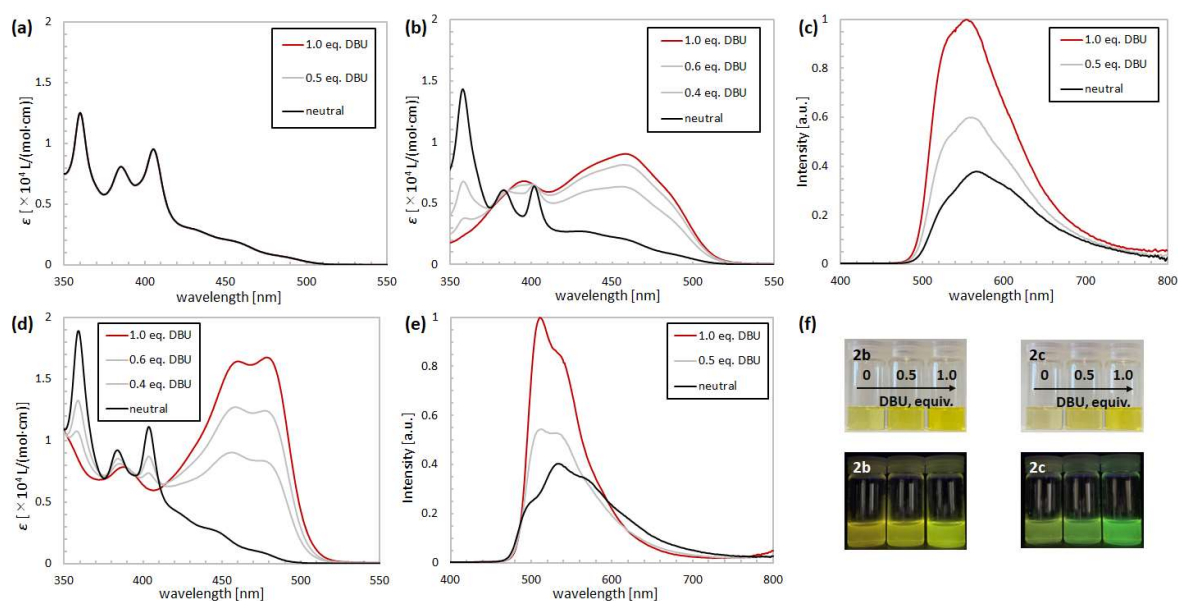 (a)
2
1.5
1
0.5
0
ε [ ×10⁴ L/(mol·cm)]
350 400 450 500 550
wavelength [nm]
1.0 eq. DBU
0.5 eq. DBU
neutral
(b)
2
1.5
1
0.5
0
ε [ ×10⁴ L/(mol·cm)]
350 400 450 500 550
wavelength [nm]
1.0 eq. DBU
0.6 eq. DBU
0.4 eq. DBU
neutral
(c)
1
0.8
0.6
0.4
0.2
0
Intensity [a.u.]
400 500 600 700 800
wavelength [nm]
1.0 eq. DBU
0.5 eq. DBU
neutral
(d)
2
1.5
1
0.5
0
ε [ ×10⁴ L/(mol·cm)]
350 400 450 500 550
wavelength [nm]
1.0 eq. DBU
0.6 eq. DBU
0.4 eq. DBU
neutral
(e)
1
0.8
0.6
0.4
0.2
0
Intensity [a.u.]
400 500 600 700 800
wavelength [nm]
1.0 eq. DBU
0.5 eq. DBU
neutral
(f)
2b
0 0.5 1.0
DBU, equiv.
2c
0 0.5 1.0
DBU, equiv.
2b
2c